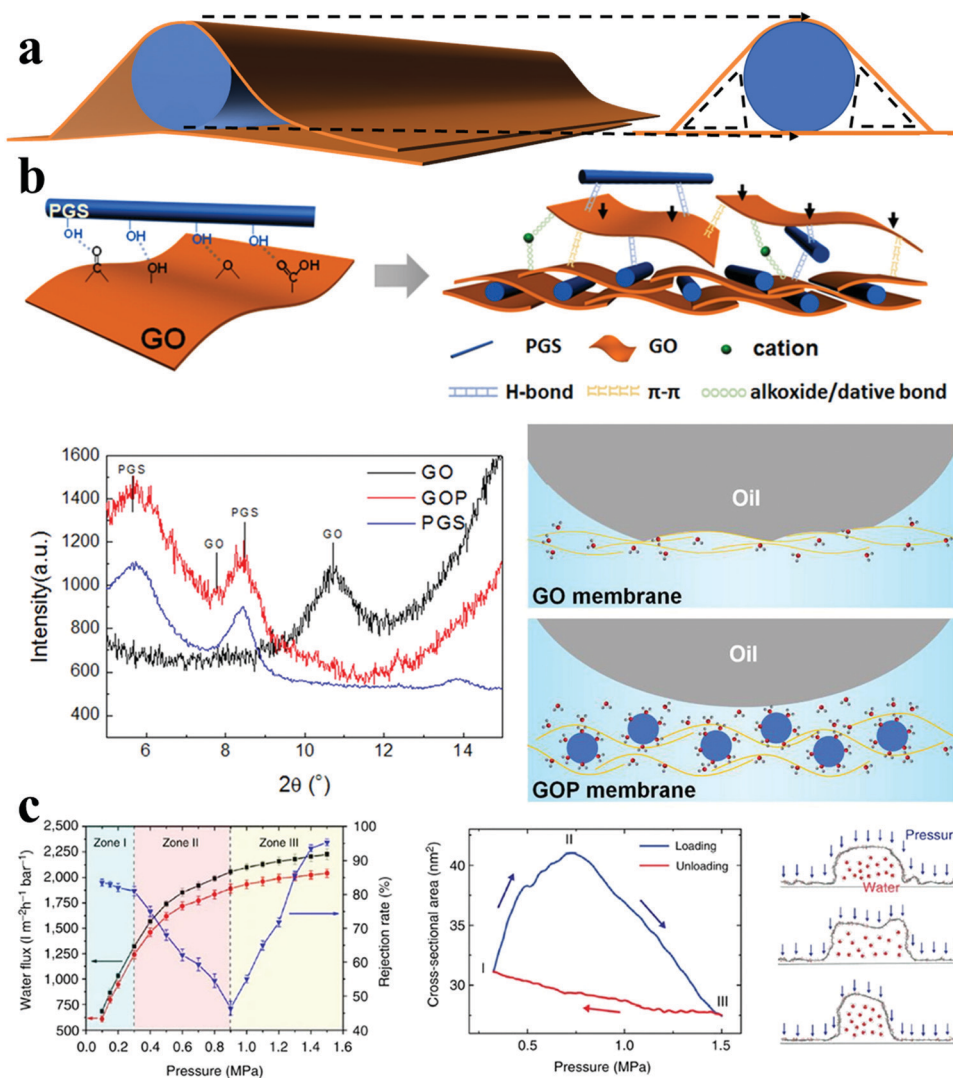 a
b
PGS
OH OH OH OH
O OH O O OH
GO
PGS GO cation
H-bond π-π alkoxide/dative bond
1600
1400
1200
1000
800
600
400
Intensity(a.u.)
PGS
GO
PGS
GO
GO
GOP
PGS
6 8 10 12 14
2θ (°)
Oil
GO membrane
Oil
GOP membrane
c
Water flux (l m⁻²h⁻¹ bar⁻¹)
2,500
2,250
2,000
1,750
1,500
1,250
1,000
750
500
Zone I Zone II Zone III
100
90
80
70
60
50
40
Rejection rate (%)
0.0 0.2 0.4 0.6 0.8 1.0 1.2 1.4 1.6
Pressure (MPa)
Cross-sectional area (nm²)
40
35
30
I
II
III
Loading
Unloading
0.5 1.0 1.5
Pressure (MPa)
Pressure
Water